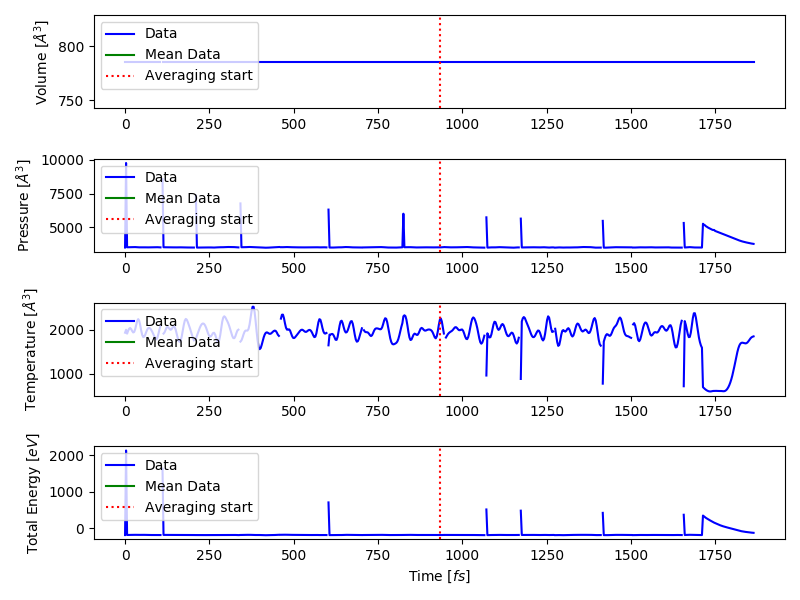 Volume [Å³]
800
750
Data
Mean Data
Averaging start
0 250 500 750 1000 1250 1500 1750
Pressure [Å³]
10000
7500
5000
Data
Mean Data
Averaging start
0 250 500 750 1000 1250 1500 1750
Temperature [Å³]
2000
1000
Data
Mean Data
Averaging start
0 250 500 750 1000 1250 1500 1750
Total Energy [eV]
2000
1000
0
Data
Mean Data
Averaging start
0 250 500 750 1000 1250 1500 1750
Time [fs]